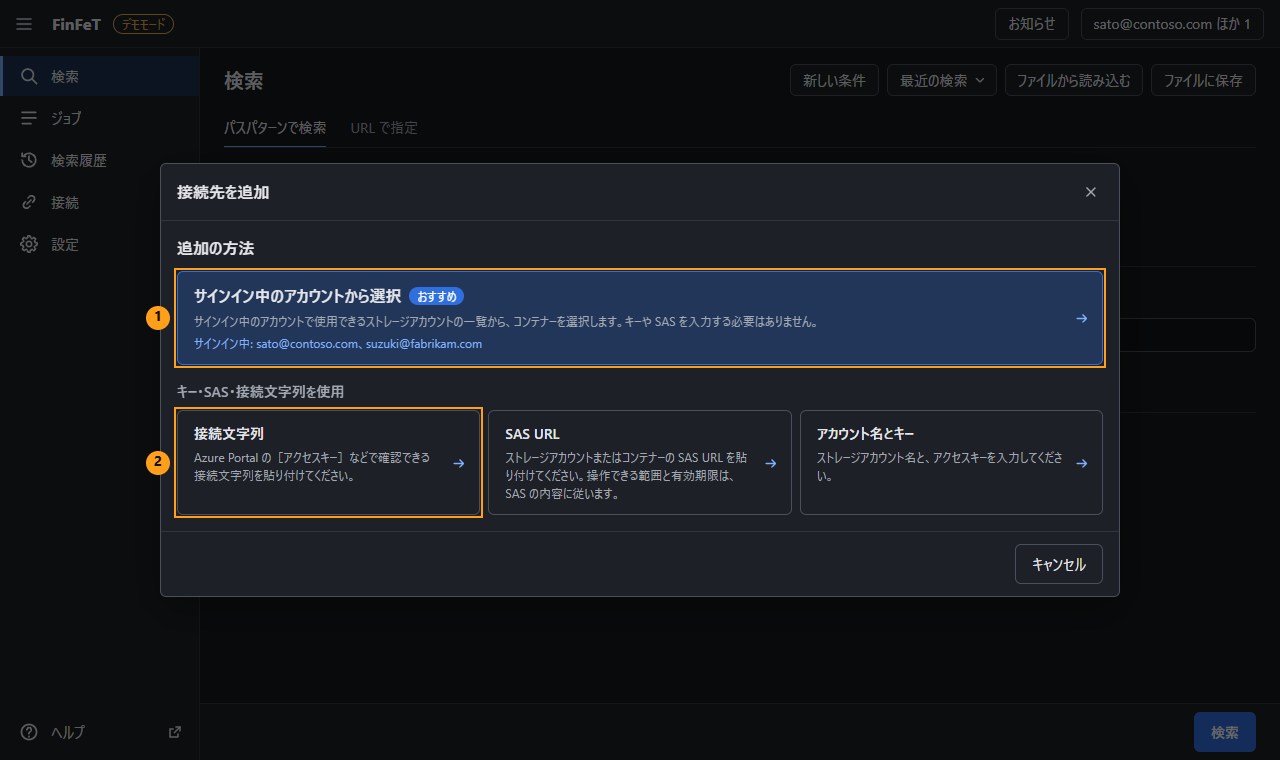 FinFeT デモモード お知らせ sato@contoso.com ほか 1
検索
ジョブ
検索履歴
接続
設定
検索 新しい条件 最近の検索 ファイルから読み込む ファイルに保存
パスパターンで検索 URL で指定
接続先を追加
追加の方法
1
サインイン中のアカウントから選択 おすすめ
サインイン中のアカウントで使用できるストレージアカウントの一覧から、コンテナーを選択します。キーや SAS を入力する必要はありません。
サインイン中: sato@contoso.com、suzuki@fabrikam.com
キー・SAS・接続文字列を使用
2
接続文字列
Azure Portal の［アクセスキー］などで確認できる
接続文字列を貼り付けてください。
SAS URL
ストレージアカウントまたはコンテナーの SAS URL を貼
り付けてください。操作できる範囲と有効期限は、
SAS の内容に従います。
アカウント名とキー
ストレージアカウント名と、アクセスキーを入力してくださ
い。
キャンセル
ヘルプ
検索